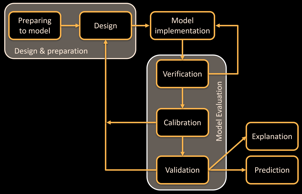 Preparing
to model
Design
Model
implementation
Design & preparation
Verification
Model Evaluation
Calibration
Explanation
Validation
Prediction